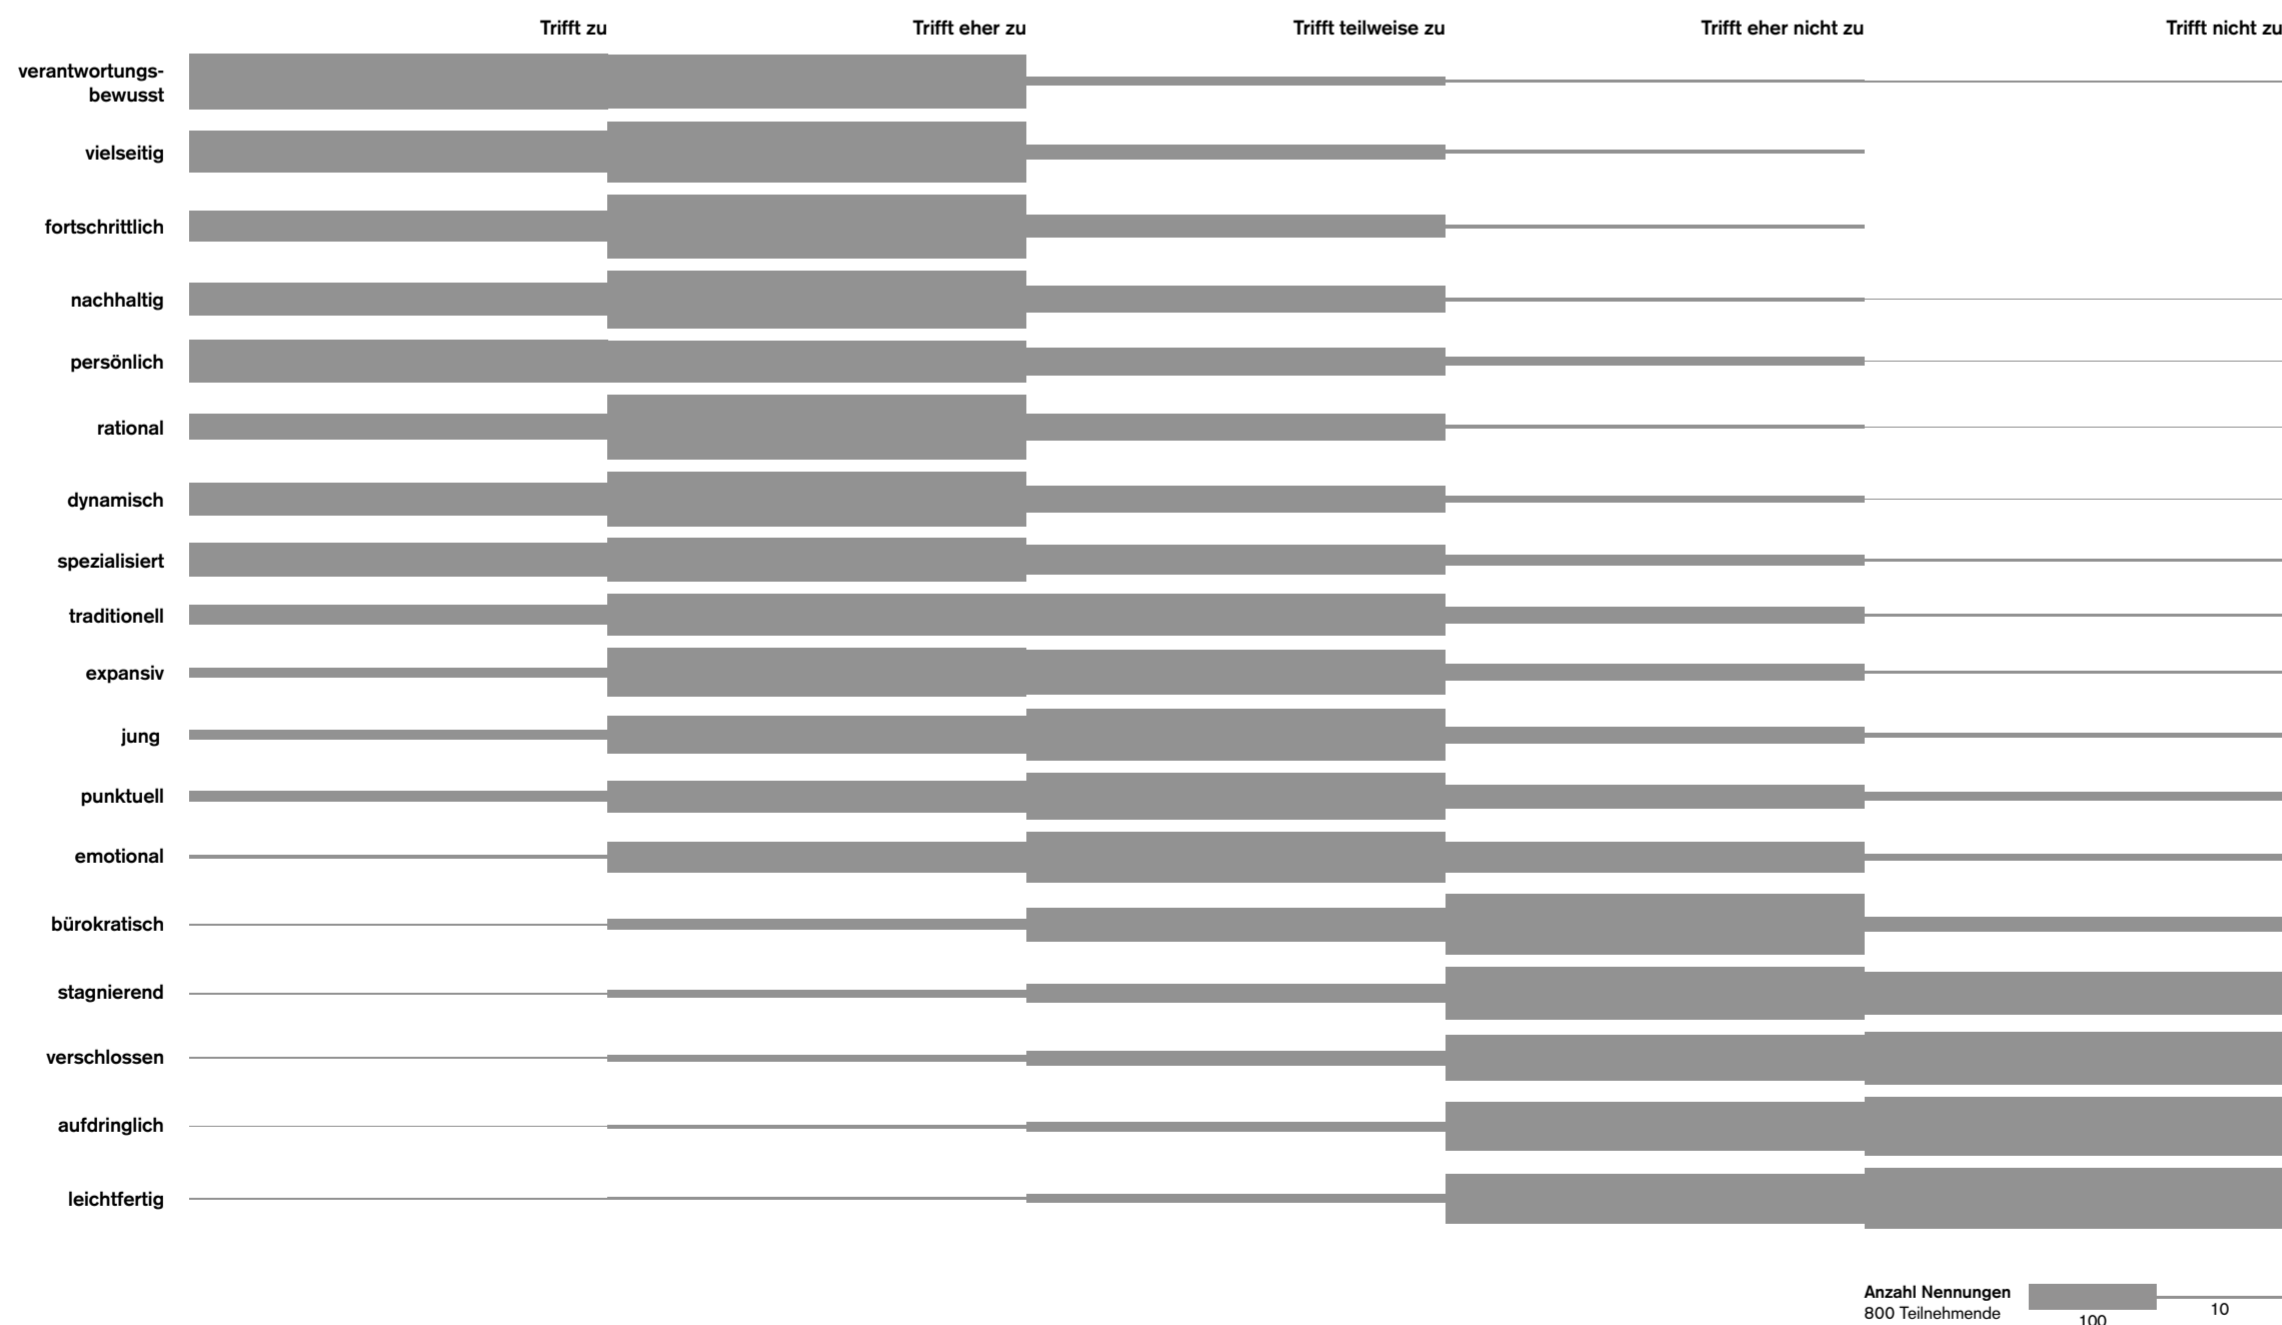 Trifft zu Trifft eher zu Trifft teilweise zu Trifft eher nicht zu Trifft nicht zu
verantwortungs-
bewusst
vielseitig
fortschrittlich
nachhaltig
persönlich
rational
dynamisch
spezialisiert
traditionell
expansiv
jung
punktuell
emotional
bürokratisch
stagnierend
verschlossen
aufdringlich
leichtfertig
Anzahl Nennungen
800 Teilnehmende
100
10